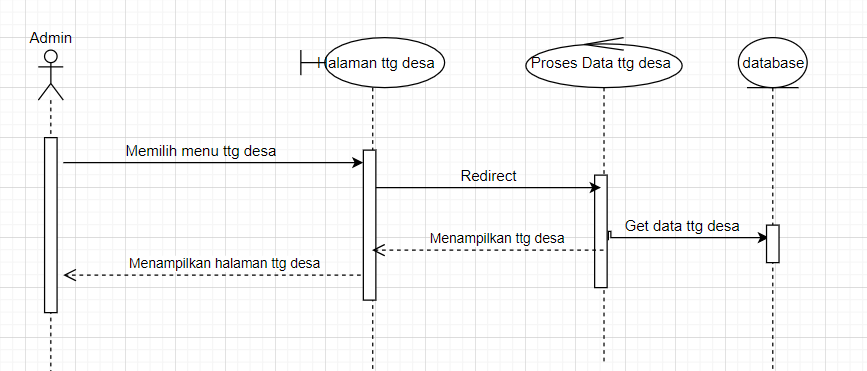 Admin
Halaman ttg desa
Proses Data ttg desa
database
Memilih menu ttg desa
Redirect
Get data ttg desa
Menampilkan ttg desa
Menampilkan halaman ttg desa